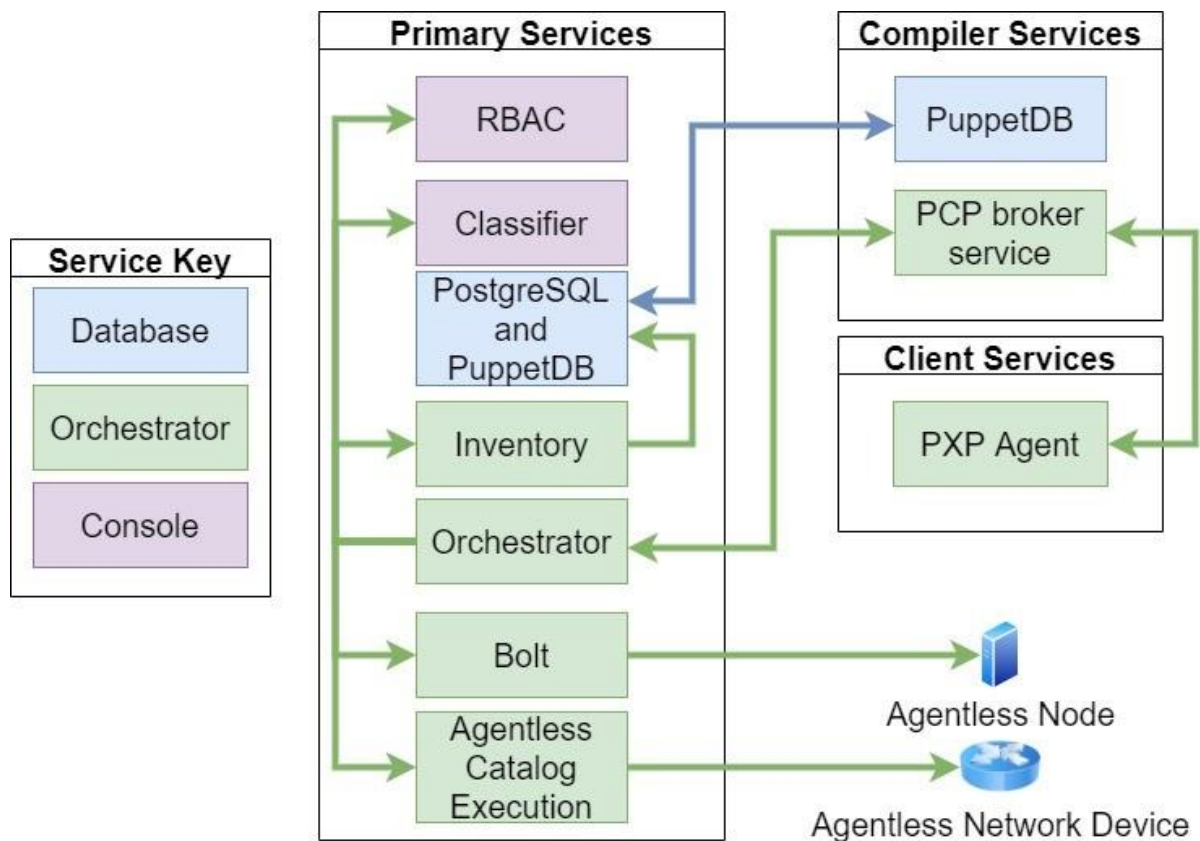 Primary Services
RBAC
Classifier
PostgreSQL
and
PuppetDB
Inventory
Orchestrator
Bolt
Agentless
Catalog
Execution
Compiler Services
PuppetDB
PCP broker
service
Client Services
PXP Agent
Agentless Node
Agentless Network Device
Service Key
Database
Orchestrator
Console